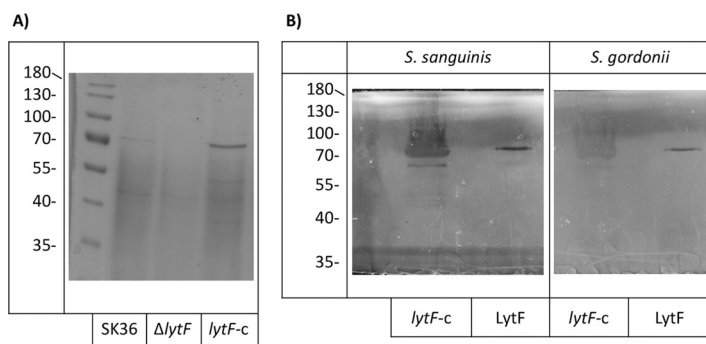 A)
180
130-
100-
70-
55-
40-
35-
SK36 ΔlytF lytF-c
B)
S. sanguinis S. gordonii
180
130-
100-
70-
55-
40-
35-
lytF-c LytF lytF-c LytF